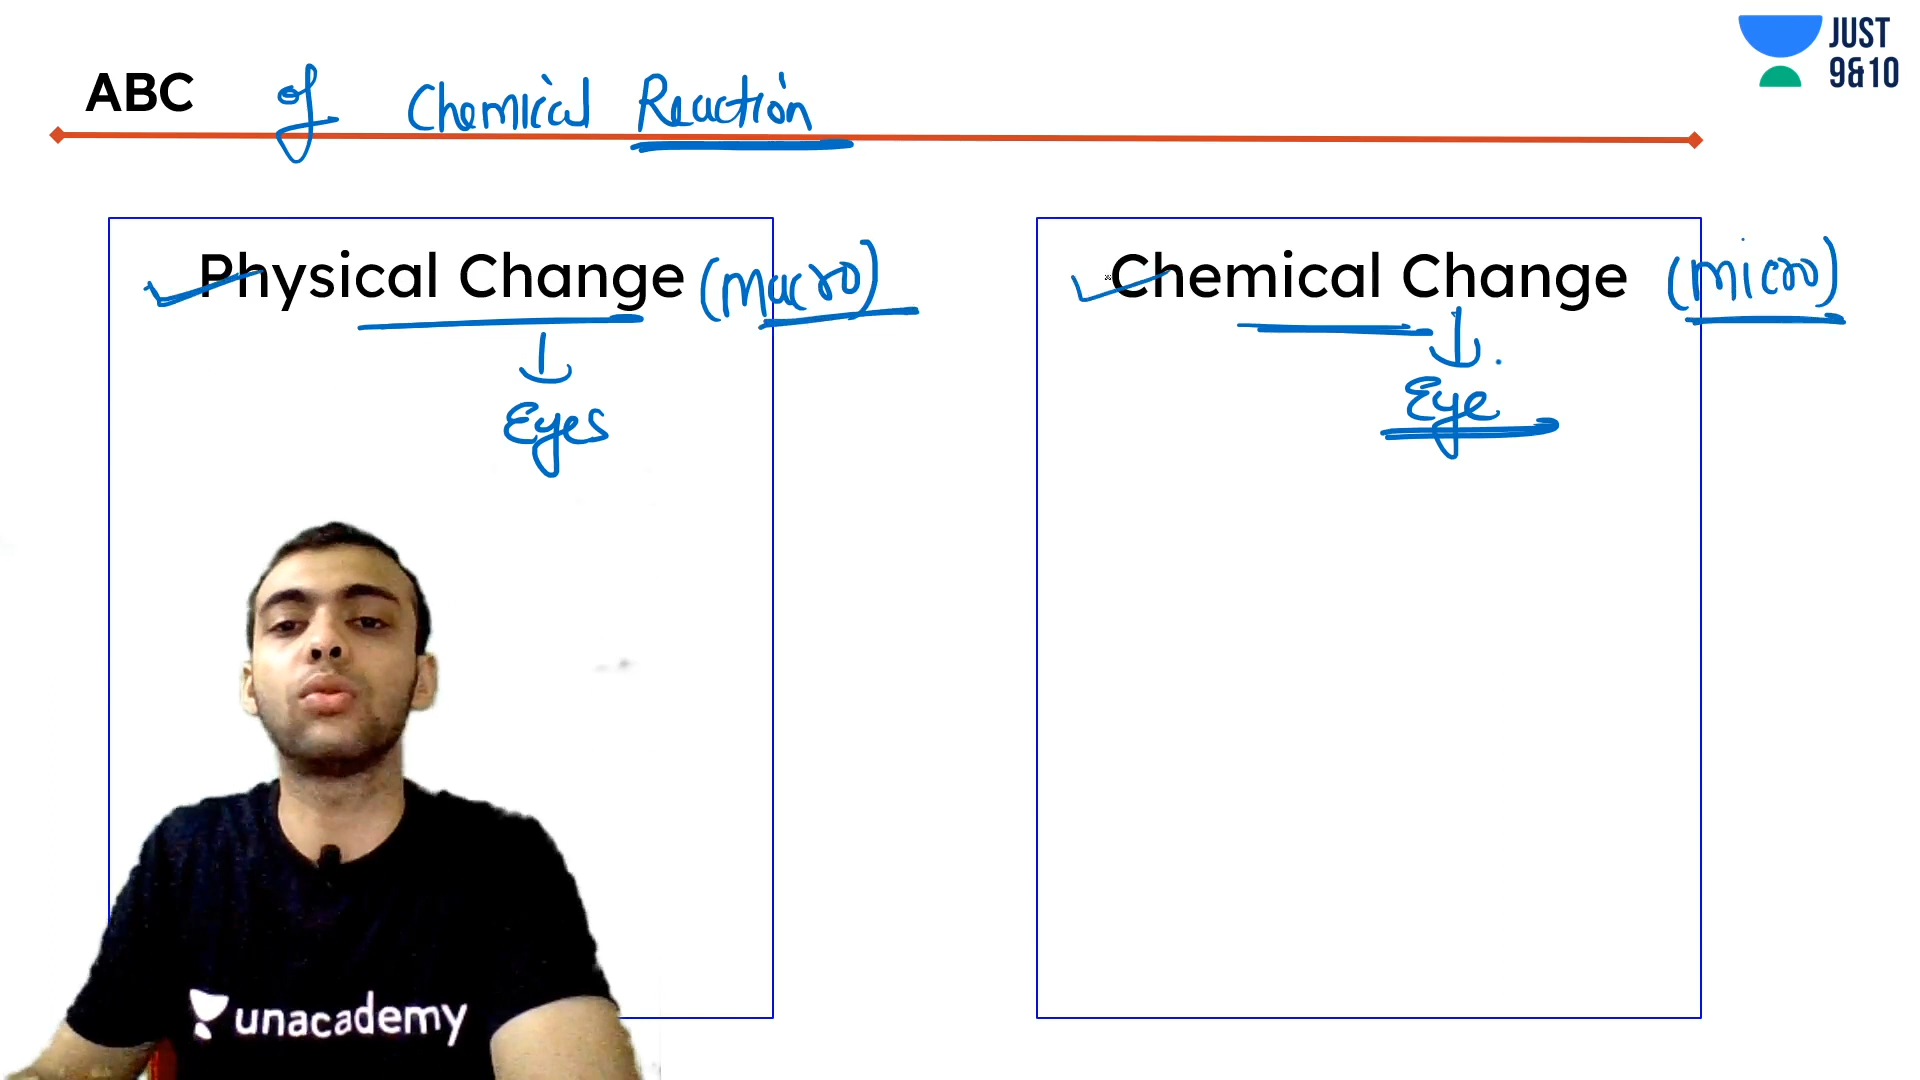 ABC of Chemical Reaction
JUST
9&10
Physical Change (Macro)
Eyes
Chemical Change (Micro)
Eye
unacademy